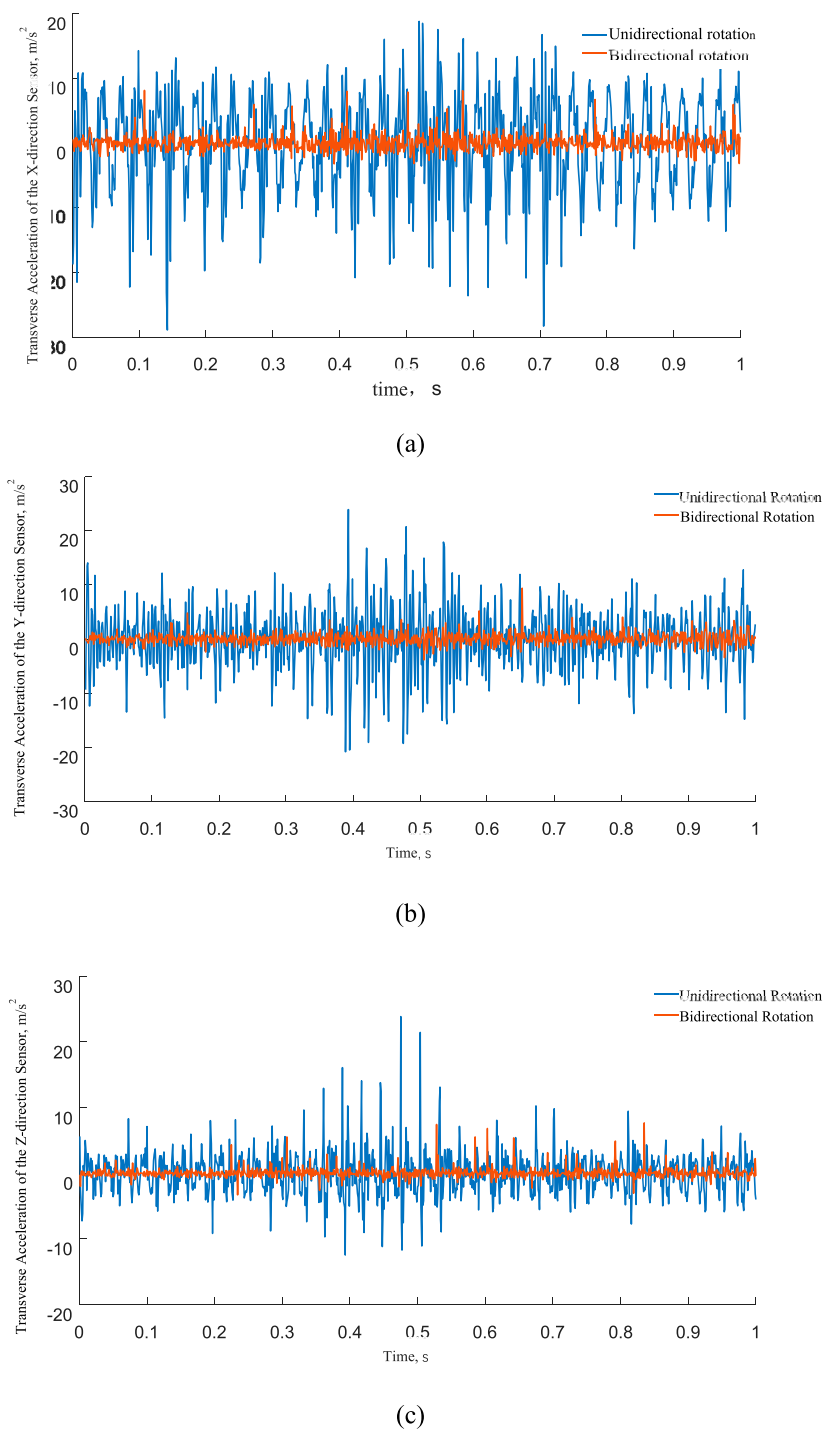 Transverse Acceleration of the X-direction Sensor, m/s2
20
10
0
10
20
30
Unidirectional rotation
Bidirectional rotation
0 0.1 0.2 0.3 0.4 0.5 0.6 0.7 0.8 0.9 1
time, s
(a)
Transverse Acceleration of the Y-direction Sensor, m/s2
30
20
10
0
-10
-20
-30
Unidirectional Rotation
Bidirectional Rotation
0 0.1 0.2 0.3 0.4 0.5 0.6 0.7 0.8 0.9 1
Time, s
(b)
Transverse Acceleration of the Z-direction Sensor, m/s2
30
20
10
0
-10
-20
Unidirectional Rotation
Bidirectional Rotation
0 0.1 0.2 0.3 0.4 0.5 0.6 0.7 0.8 0.9 1
Time, s
(c)